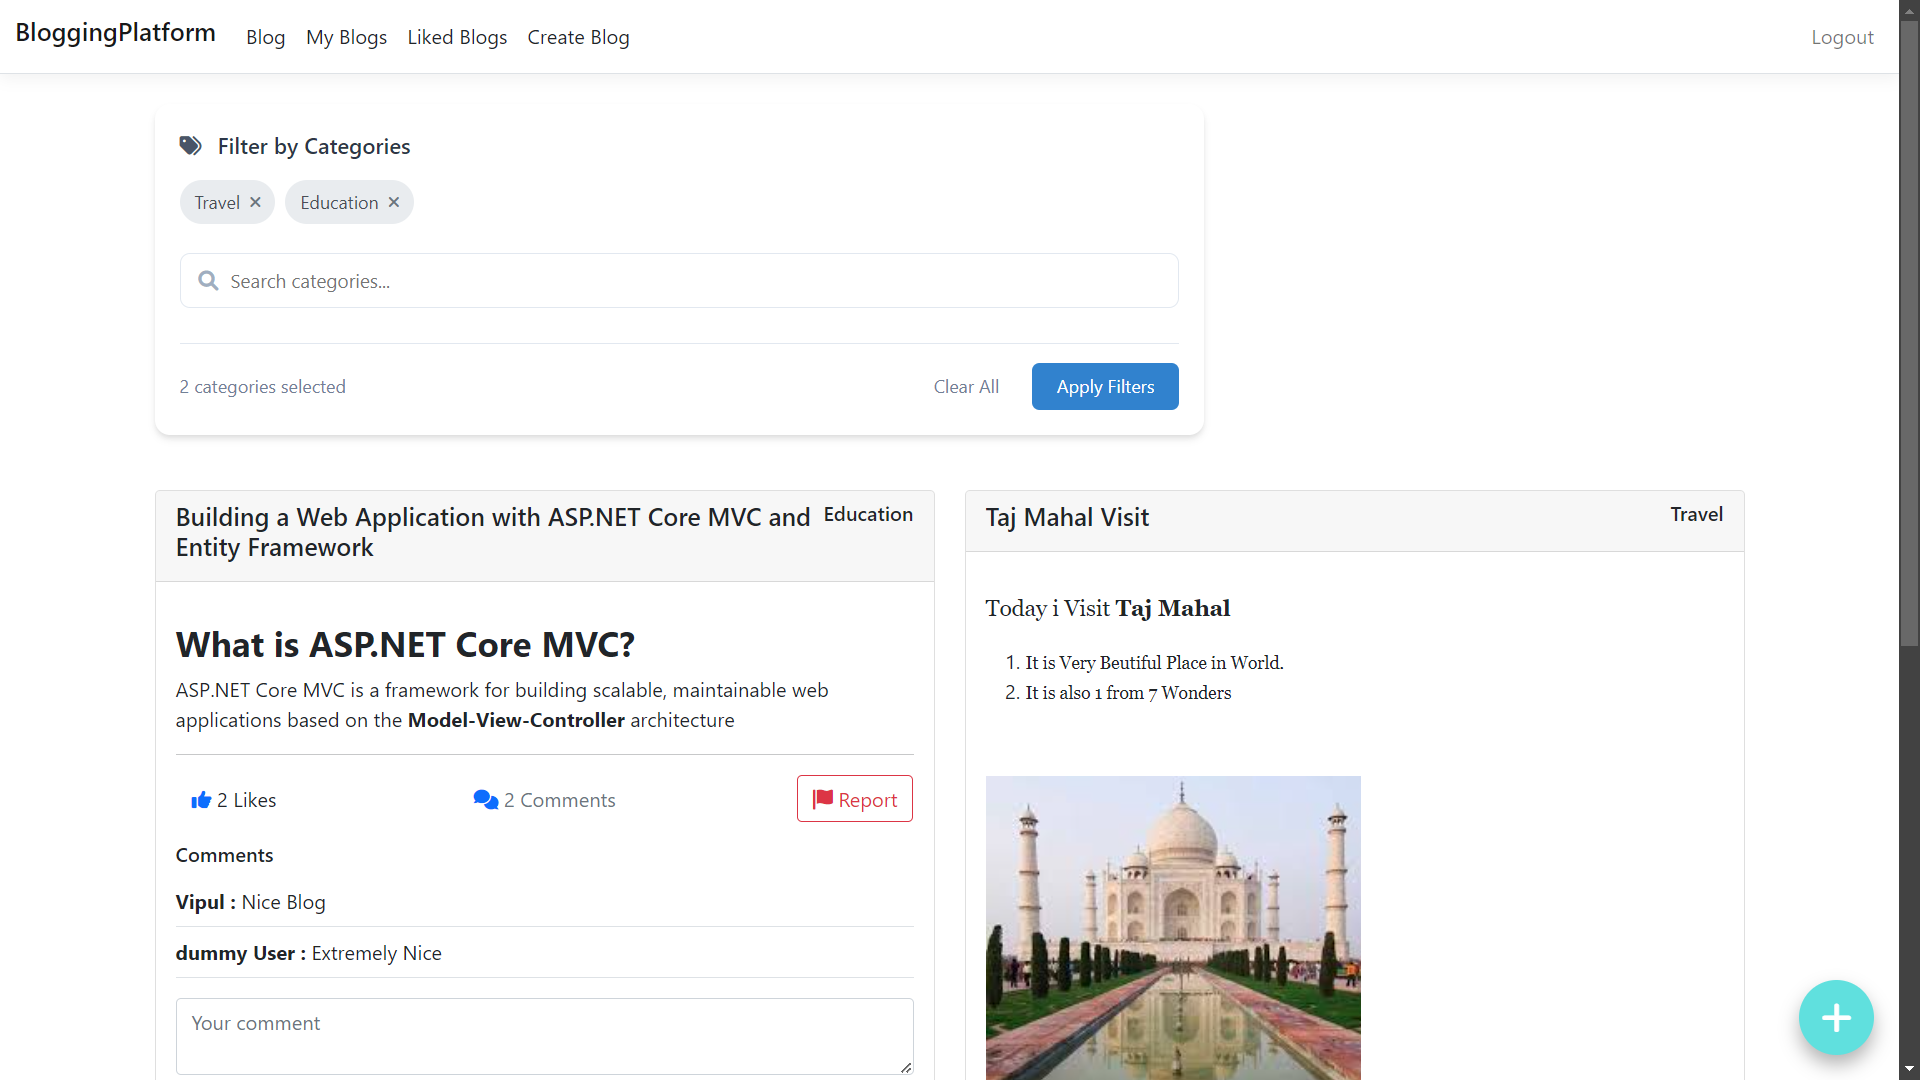 BloggingPlatform Blog My Blogs Liked Blogs Create Blog Logout
Filter by Categories
Travel Education
Search categories...
2 categories selected Clear All Apply Filters
Building a Web Application with ASP.NET Core MVC and Education
Entity Framework
What is ASP.NET Core MVC?
ASP.NET Core MVC is a framework for building scalable, maintainable web
applications based on the Model-View-Controller architecture
2 Likes 2 Comments Report
Comments
Vipul : Nice Blog
dummy User : Extremely Nice
Your comment
Taj Mahal Visit Travel
Today i Visit Taj Mahal
1. It is Very Beutiful Place in World.
2. It is also 1 from 7 Wonders